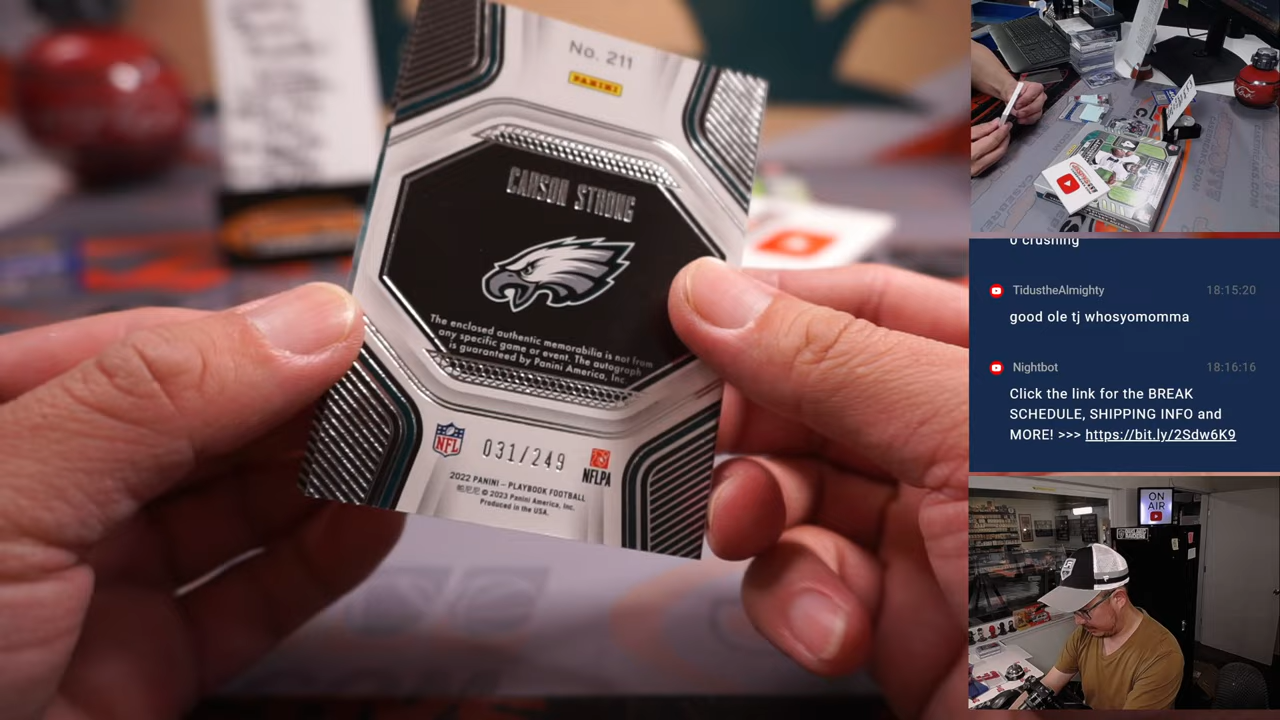 No. 211
PANINI
CARSON STRONG
The enclosed authentic memorabilia is not from
any specific game or event. The autograph
is guaranteed by Panini America, Inc.
NFL
031/249
NFLPA
2022 PANINI – PLAYBOOK FOOTBALL
帕尼尼 © 2023 Panini America, Inc.
Produced in the USA.
0 crushing
TidustheAlmighty 18:15:20
good ole tj whosyomomma
Nightbot 18:16:16
Click the link for the BREAK
SCHEDULE, SHIPPING INFO and
MORE! >>> https://bit.ly/2Sdw6K9
ON
AIR